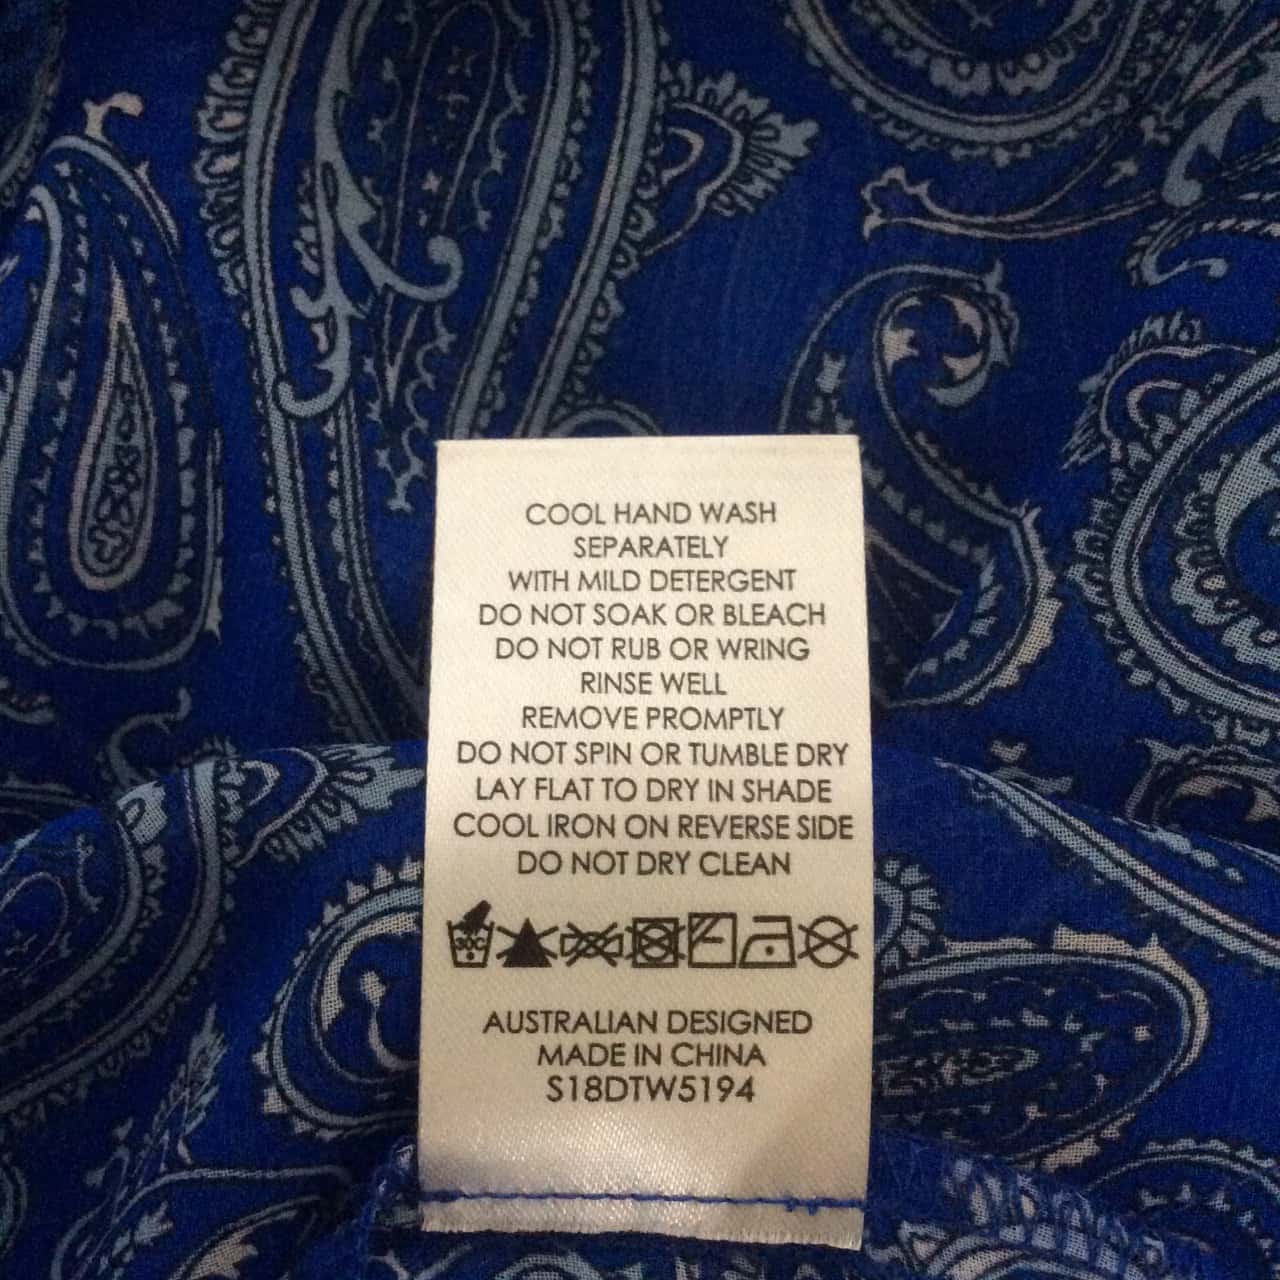 COOL HAND WASH
SEPARATELY
WITH MILD DETERGENT
DO NOT SOAK OR BLEACH
DO NOT RUB OR WRING
RINSE WELL
REMOVE PROMPTLY
DO NOT SPIN OR TUMBLE DRY
LAY FLAT TO DRY IN SHADE
COOL IRON ON REVERSE SIDE
DO NOT DRY CLEAN
30C
AUSTRALIAN DESIGNED
MADE IN CHINA
S18DTW5194